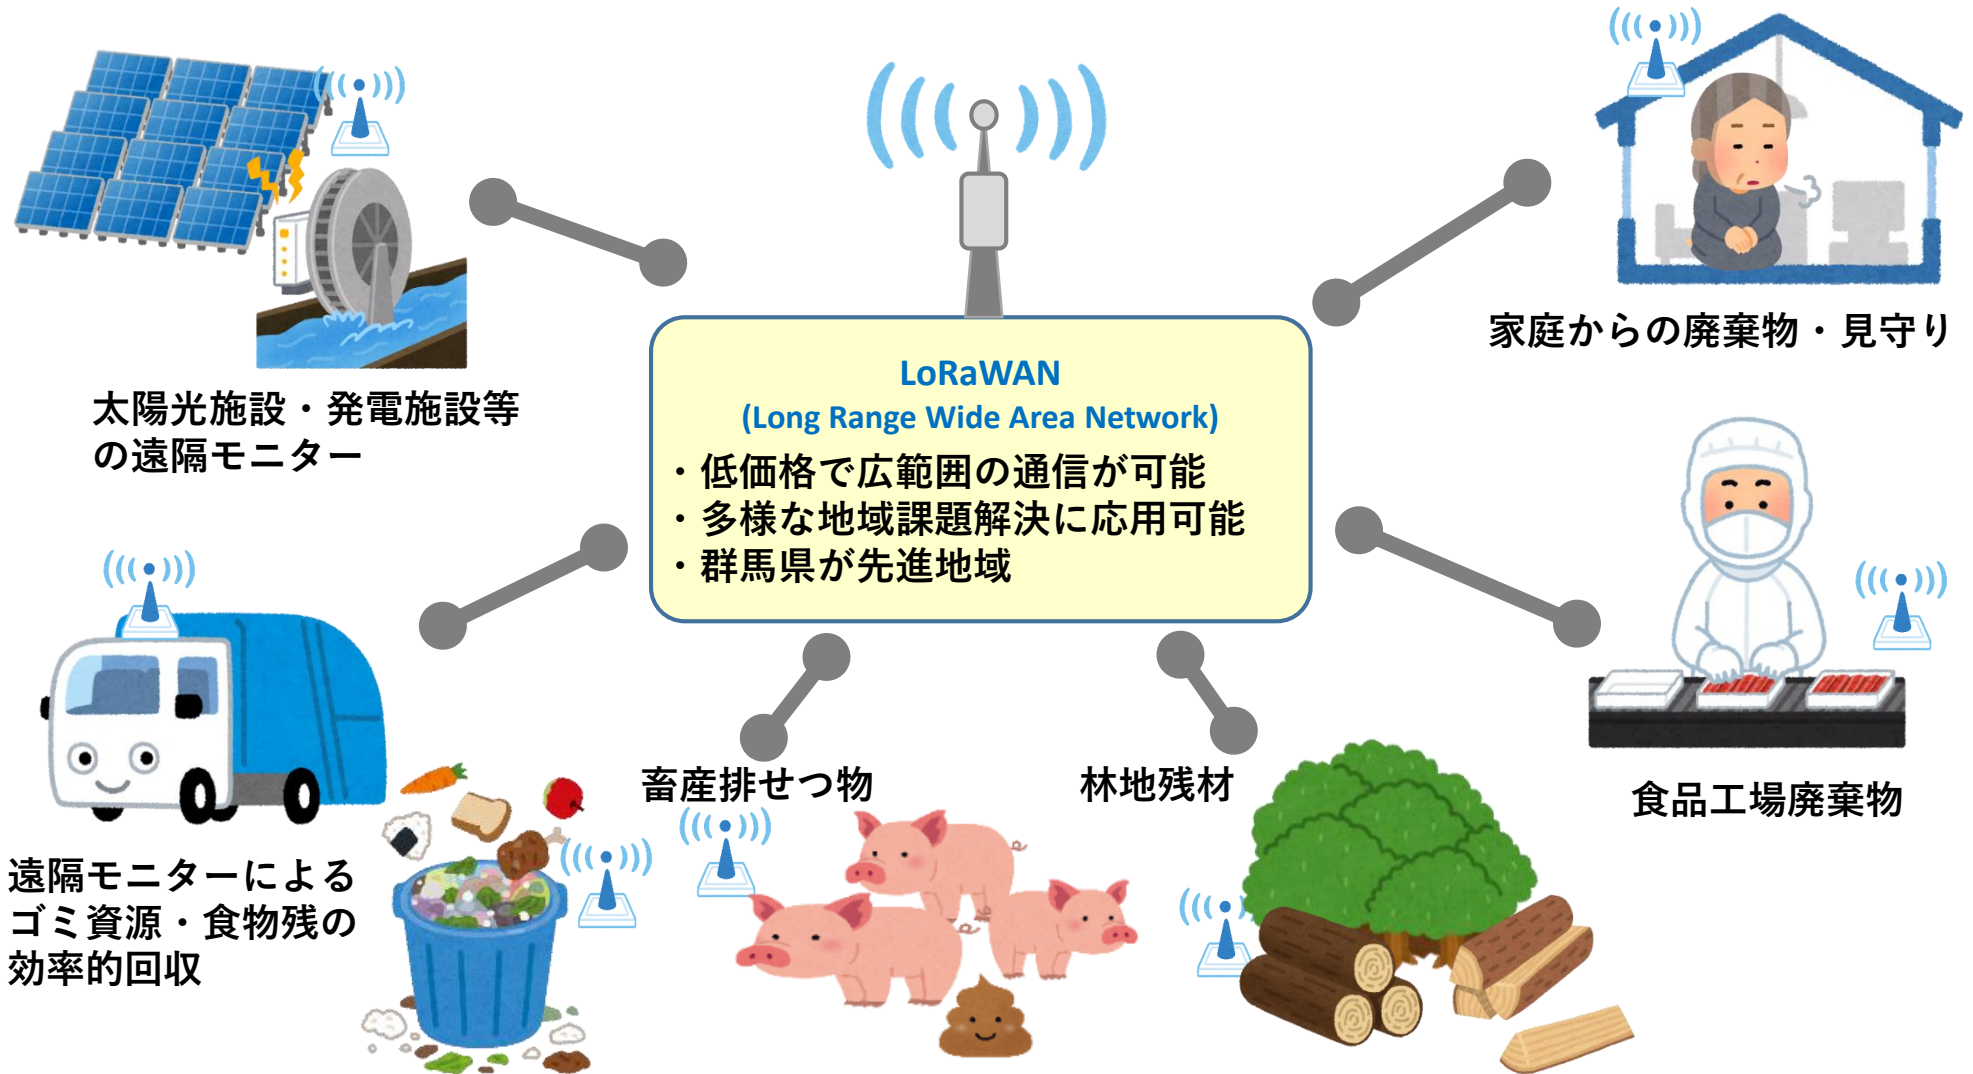 家庭からの廃棄物・見守り
LoRaWAN
(Long Range Wide Area Network)
・低価格で広範囲の通信が可能
・多様な地域課題解決に応用可能
・群馬県が先進地域
太陽光施設・発電施設等
の遠隔モニター
畜産排せつ物
林地残材
食品工場廃棄物
遠隔モニターによる
ゴミ資源・食物残の
効率的回収